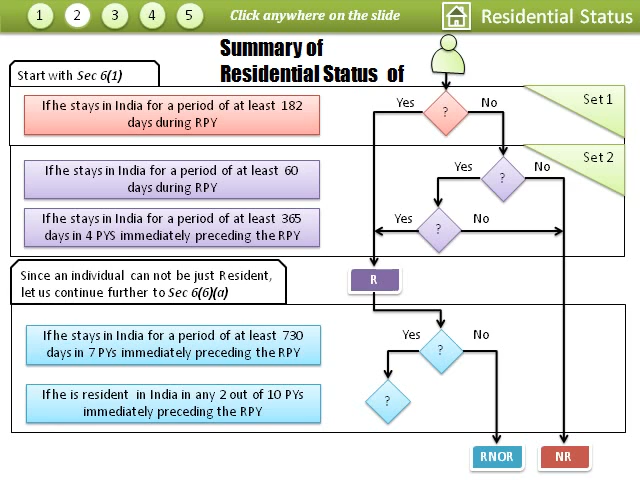 1 2 3 4 5 Click anywhere on the slide Residential Status
Summary of
Residential Status of
Start with Sec 6(1)
If he stays in India for a period of at least 182
days during RPY
Yes ? No
Set 1
If he stays in India for a period of at least 60
days during RPY
Yes ? No
Set 2
If he stays in India for a period of at least 365
days in 4 PYS immediately preceding the RPY
Yes ? No
Since an individual can not be just Resident,
let us continue further to Sec 6(6)(a)
R
If he stays in India for a period of at least 730
days in 7 PYs immediately preceding the RPY
Yes ? No
If he is resident in India in any 2 out of 10 PYs
immediately preceding the RPY
?
RNOR NR